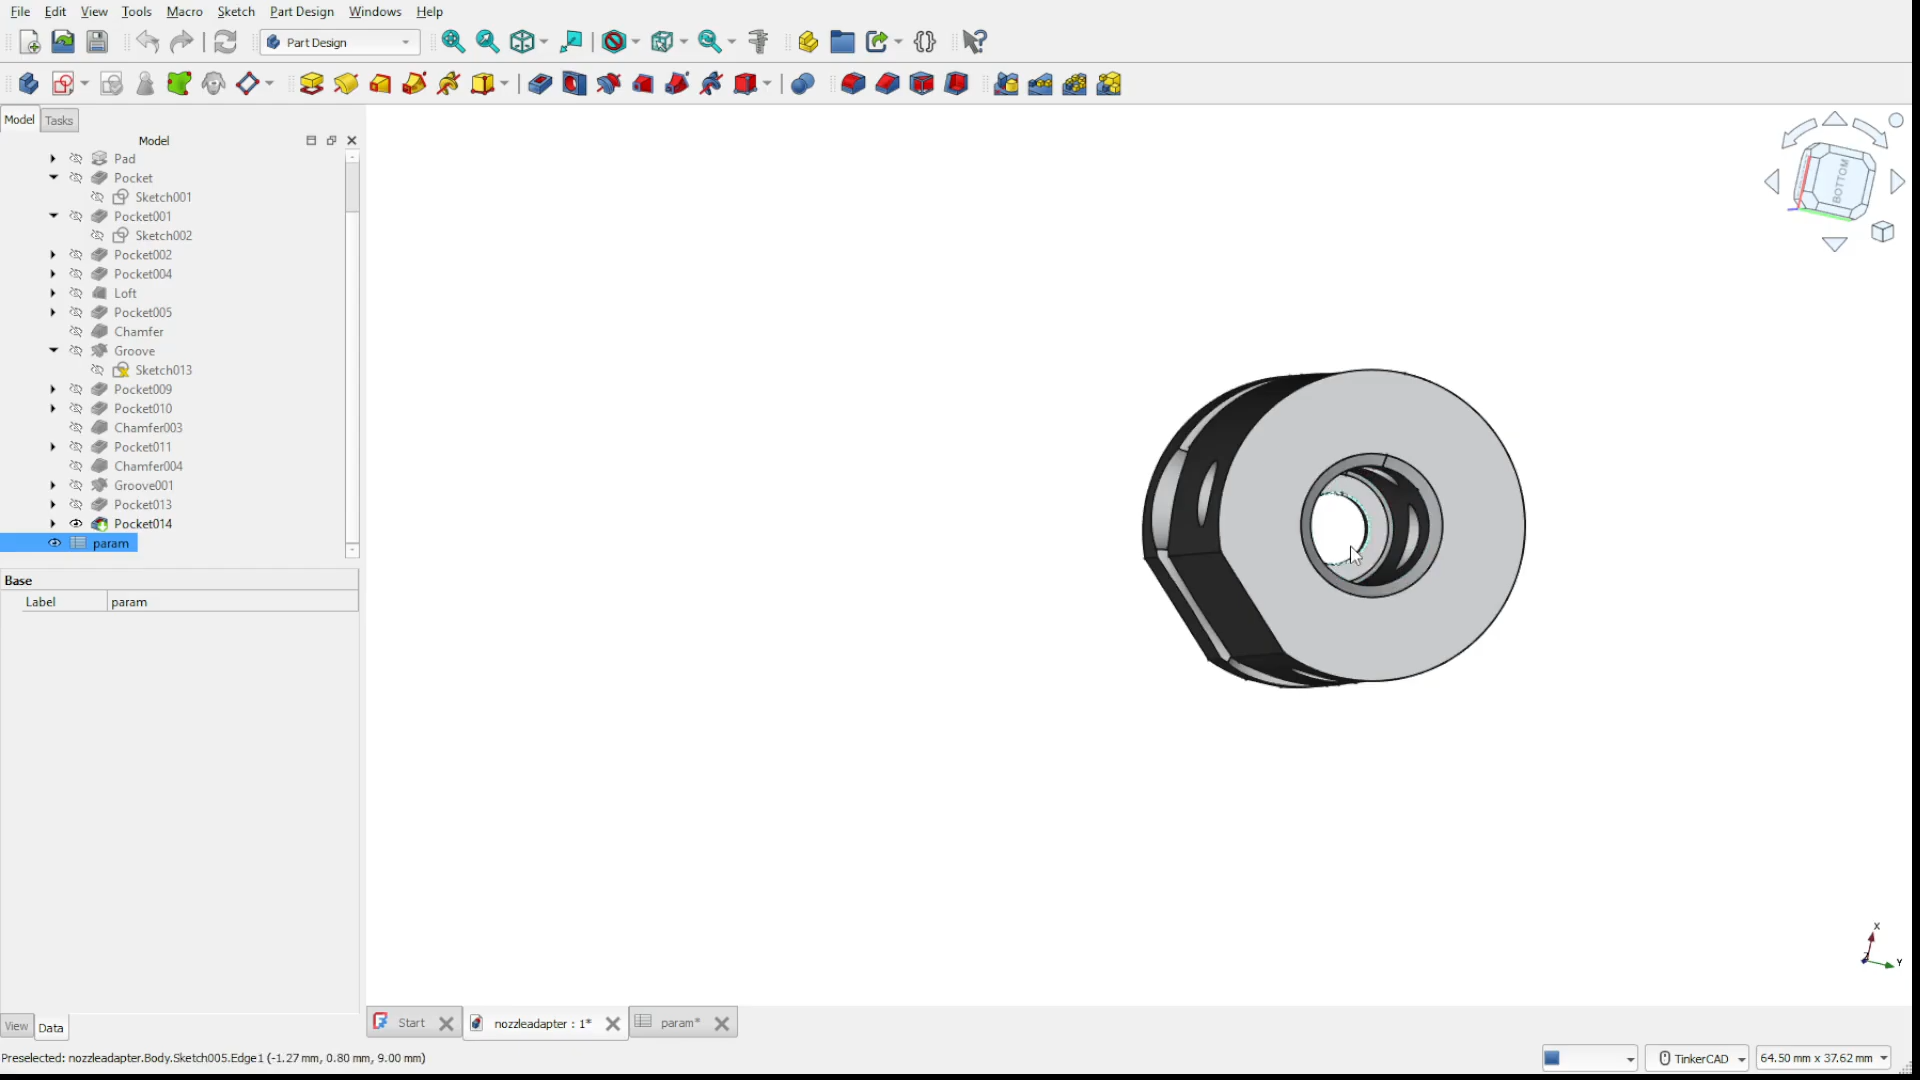 File Edit View Tools Macro Sketch Part Design Windows Help
Part Design
Model Tasks
Model
Pad
Pocket
Sketch001
Pocket001
Sketch002
Pocket002
Pocket004
Loft
Pocket005
Chamfer
Groove
Sketch013
Pocket009
Pocket010
Chamfer003
Pocket011
Chamfer004
Groove001
Pocket013
Pocket014
param
Base
Label param
BOTTOM
X
Y
Z
View Data
Start nozzleadapter : 1* param*
Preselected: nozzleadapter.Body.Sketch005.Edge1 (-1.27 mm, 0.80 mm, 9.00 mm)
TinkerCAD 64.50 mm x 37.62 mm